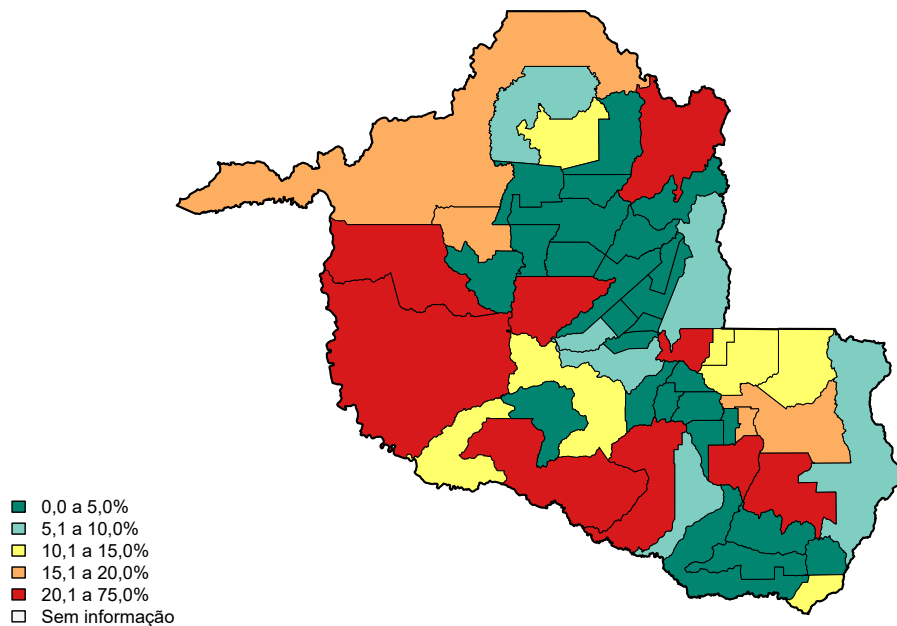 0,0 a 5,0%
5,1 a 10,0%
10,1 a 15,0%
15,1 a 20,0%
20,1 a 75,0%
Sem informação